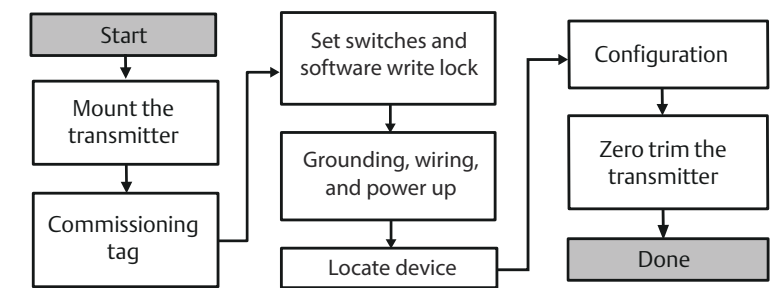 Start
Mount the
transmitter
Commissioning
tag
Set switches and
software write lock
Grounding, wiring,
and power up
Locate device
Configuration
Zero trim the
transmitter
Done